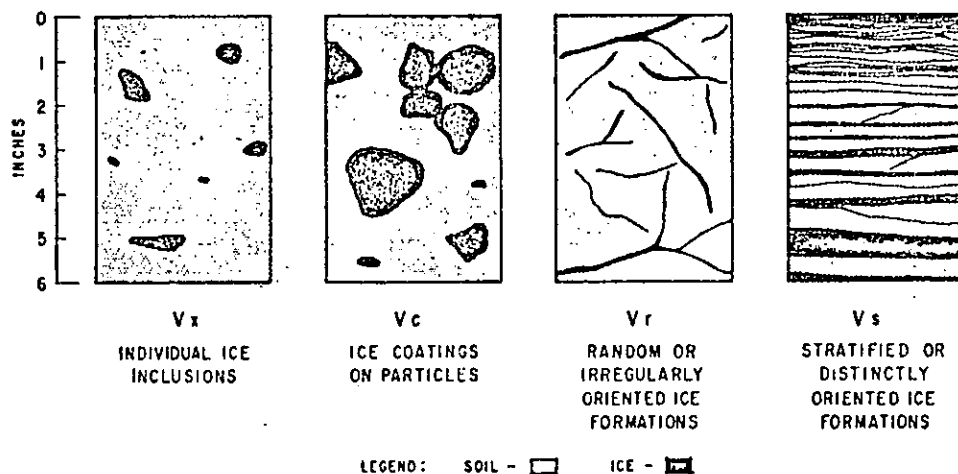 0
1
2
3
4
5
6
INCHES
Vx
INDIVIDUAL ICE
INCLUSIONS
Vc
ICE COATINGS
ON PARTICLES
Vr
RANDOM OR
IRREGULARLY
ORIENTED ICE
FORMATIONS
Vs
STRATIFIED OR
DISTINCTLY
ORIENTED ICE
FORMATIONS
LEGEND: SOIL - ICE -